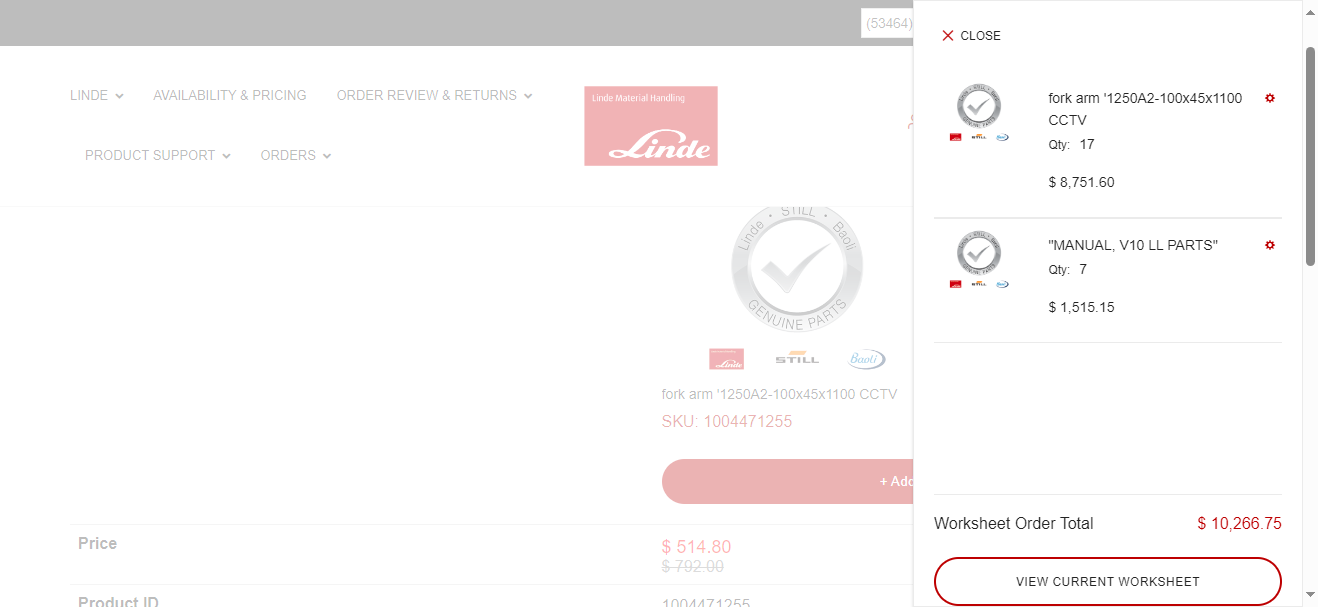 (53464)
LINDE
AVAILABILITY & PRICING
ORDER REVIEW & RETURNS
PRODUCT SUPPORT
ORDERS
Linde Material Handling
Linde
Linde • STILL • Baoli
GENUINE PARTS
Linde
STILL
Baoli
fork arm '1250A2-100x45x1100 CCTV
SKU: 1004471255
+ Add
Price
$ 514.80
$ 792.00
Product ID
1004471255
CLOSE
fork arm '1250A2-100x45x1100
CCTV
Qty: 17
$ 8,751.60
"MANUAL, V10 LL PARTS"
Qty: 7
$ 1,515.15
Worksheet Order Total
$ 10,266.75
VIEW CURRENT WORKSHEET